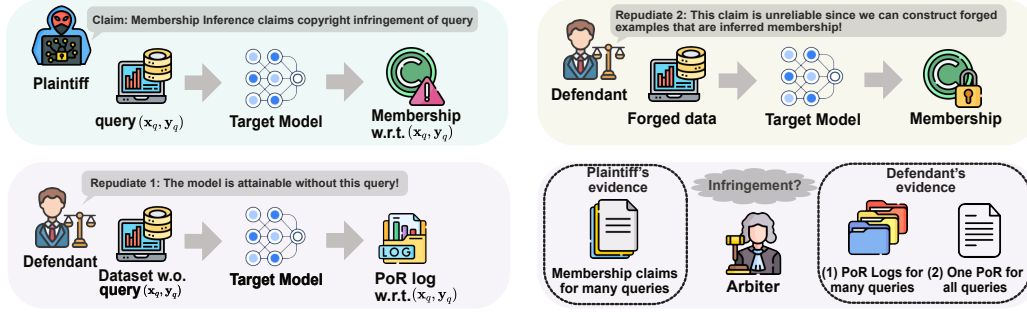 Claim: Membership Inference claims copyright infringement of query
Plaintiff
query (x_q, y_q)
Target Model
Membership
w.r.t. (x_q, y_q)
Repudiate 1: The model is attainable without this query!
Defendant
Dataset w.o.
query (x_q, y_q)
Target Model
LOG
PoR log
w.r.t. (x_q, y_q)
Repudiate 2: This claim is unreliable since we can construct forged
examples that are inferred membership!
Defendant
Forged data
Target Model
Membership
Plaintiff's
evidence
Membership claims
for many queries
Infringement?
Arbiter
Defendant's
evidence
(1) PoR Logs for
many queries
(2) One PoR for
all queries